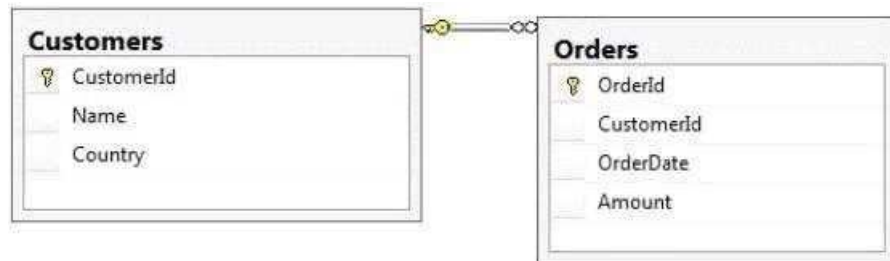 Customers
CustomerId
Name
Country
Orders
OrderId
CustomerId
OrderDate
Amount